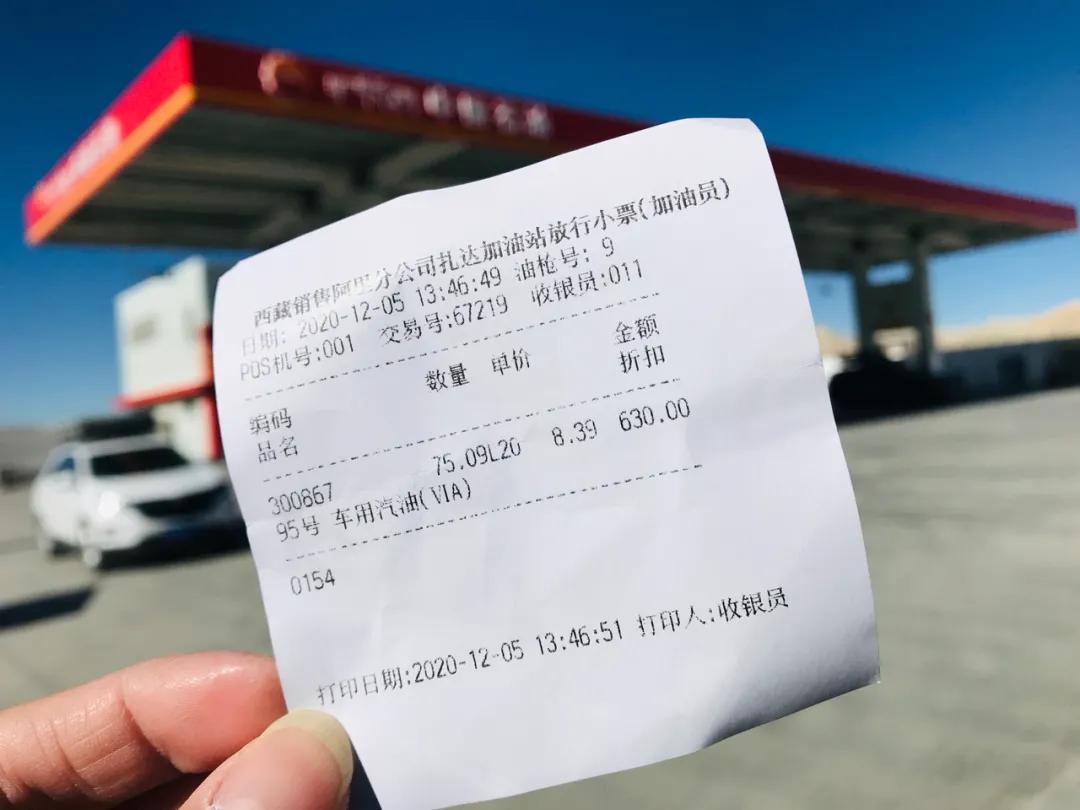 西藏销售阿里分公司扎达加油站放行小票(加油员)
日期: 2020-12-05 13:46:49 油枪号: 9
POS机号:001 交易号:67219 收银员:011
编码 数量 单价 金额
品名 折扣
300867 75.09L20 8.39 630.00
95号 车用汽油(VIA)
0154
打印日期:2020-12-05 13:46:51 打印人:收银员